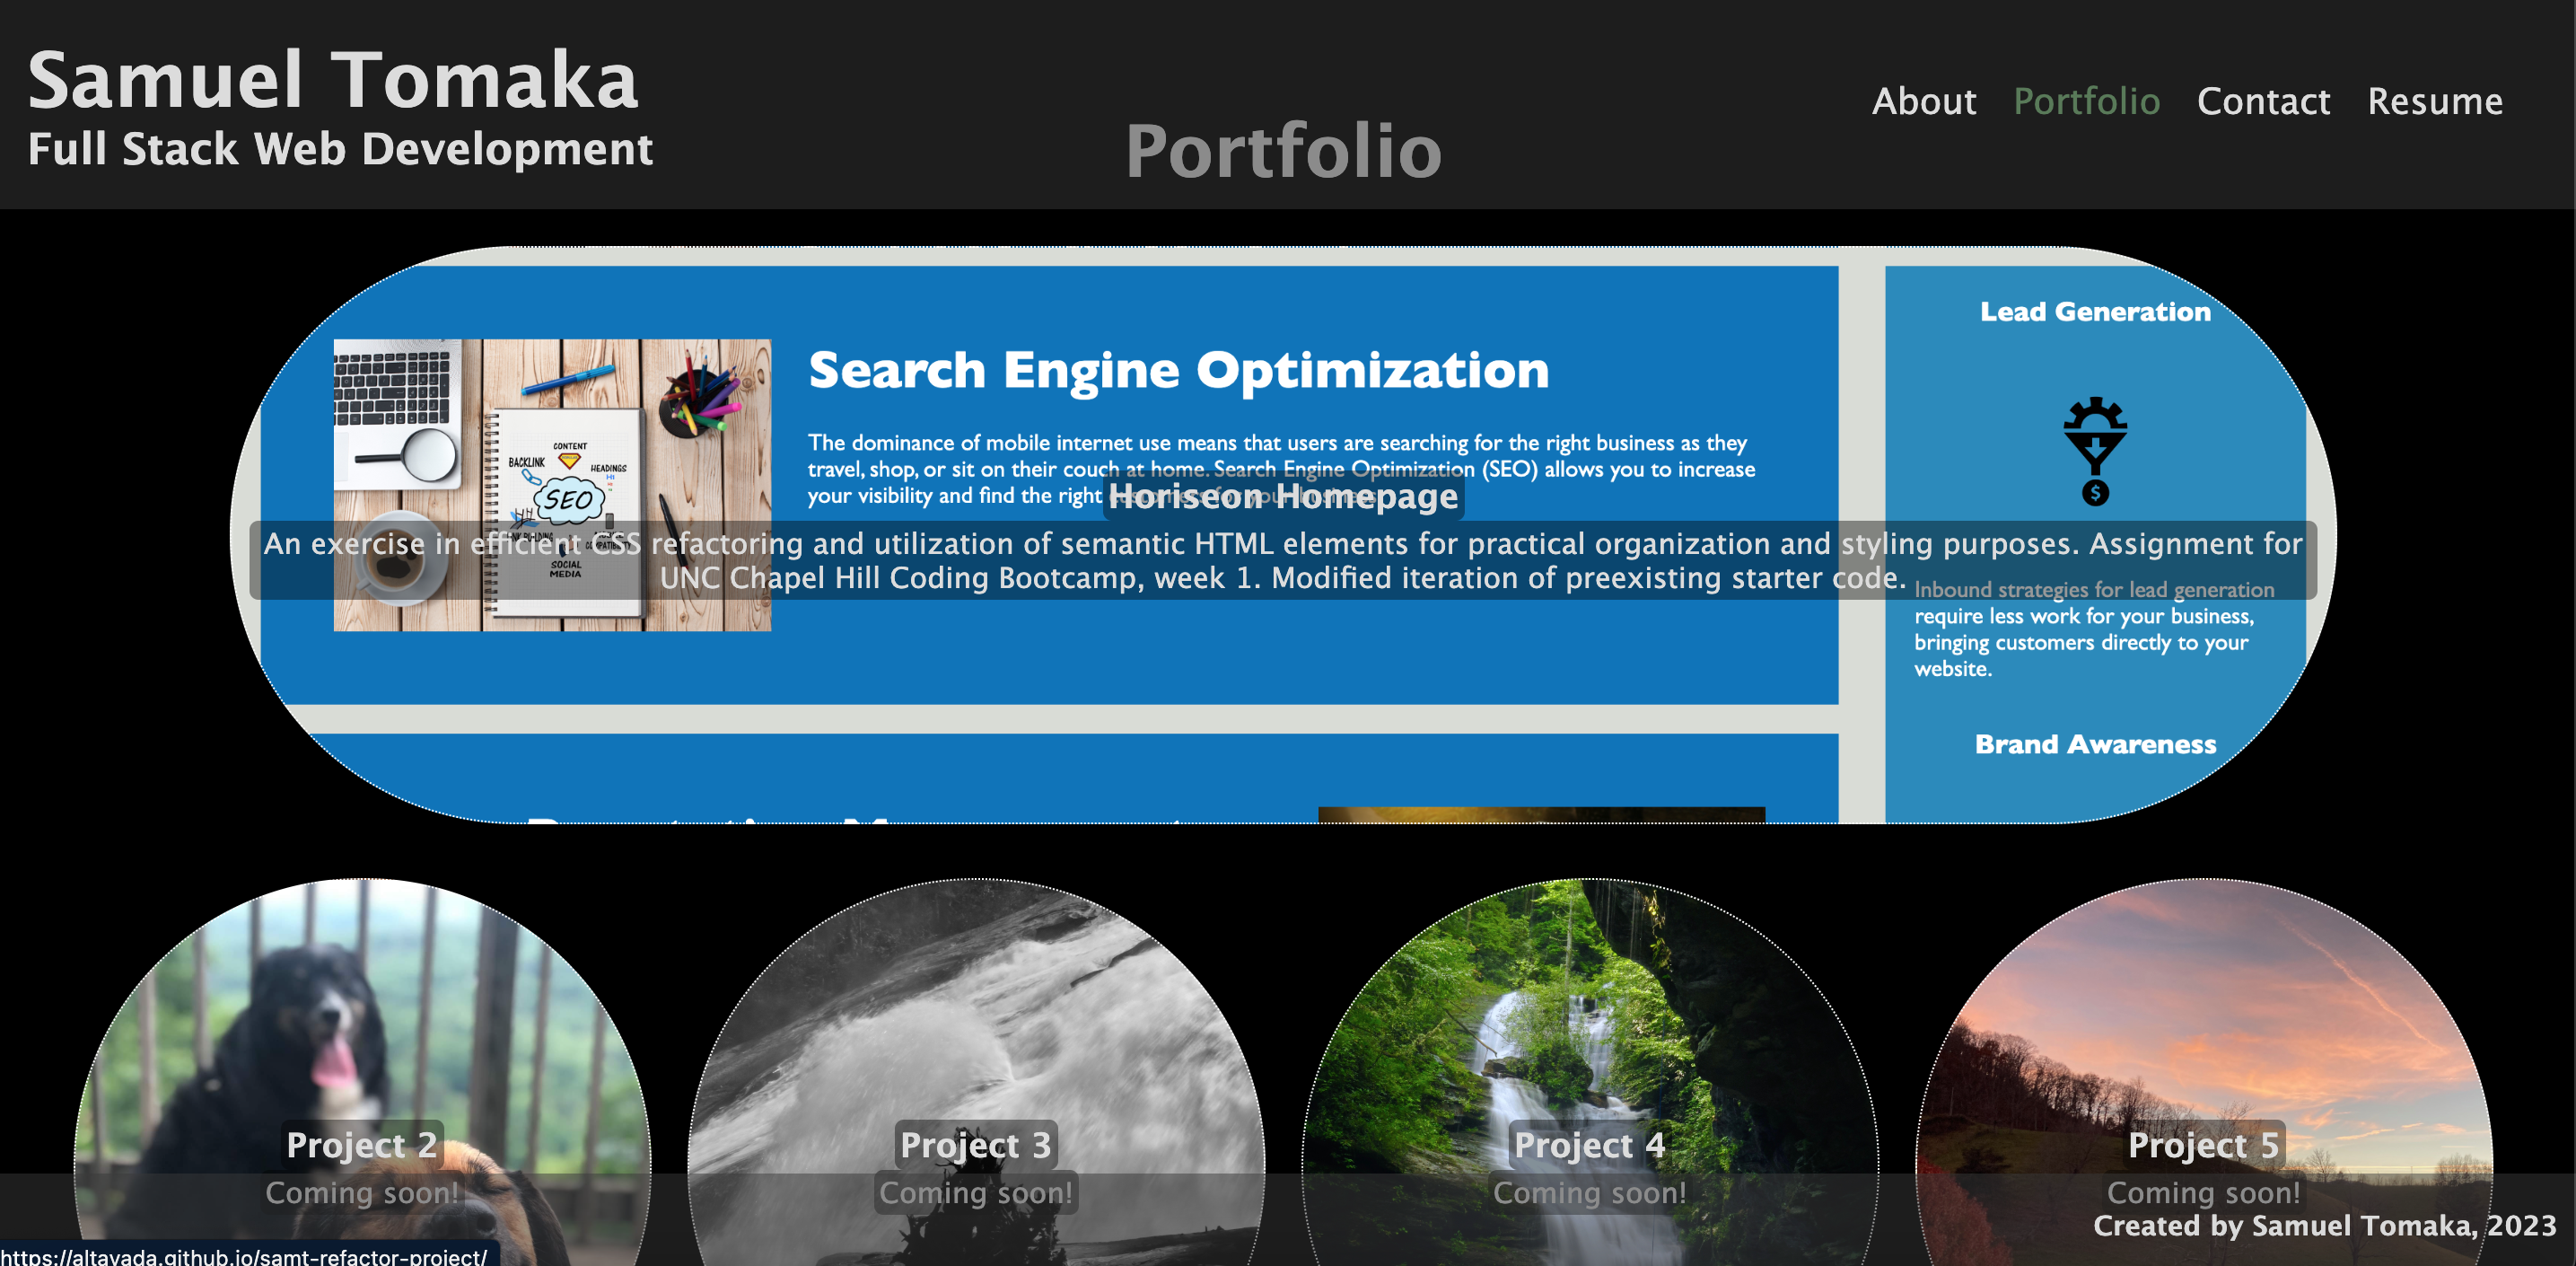 Samuel Tomaka
Full Stack Web Development
Portfolio
About Portfolio Contact Resume
Search Engine Optimization
The dominance of mobile internet use means that users are searching for the right business as they
travel, shop, or sit on their couch at home. Search Engine Optimization (SEO) allows you to increase
your visibility and find the right customers for your business.
CONTENT
BACKLINK
HEADINGS
H1
SEO
LINK BUILDING
SOCIAL
MEDIA
Lead Generation
$
Inbound strategies for lead generation
require less work for your business,
bringing customers directly to your
website.
Brand Awareness
Horiseon Homepage
An exercise in efficient CSS refactoring and utilization of semantic HTML elements for practical organization and styling purposes. Assignment for
UNC Chapel Hill Coding Bootcamp, week 1. Modified iteration of preexisting starter code.
Project 2
Coming soon!
Project 3
Coming soon!
Project 4
Coming soon!
Project 5
Coming soon!
Created by Samuel Tomaka, 2023
https://altavada.github.io/samt-refactor-project/